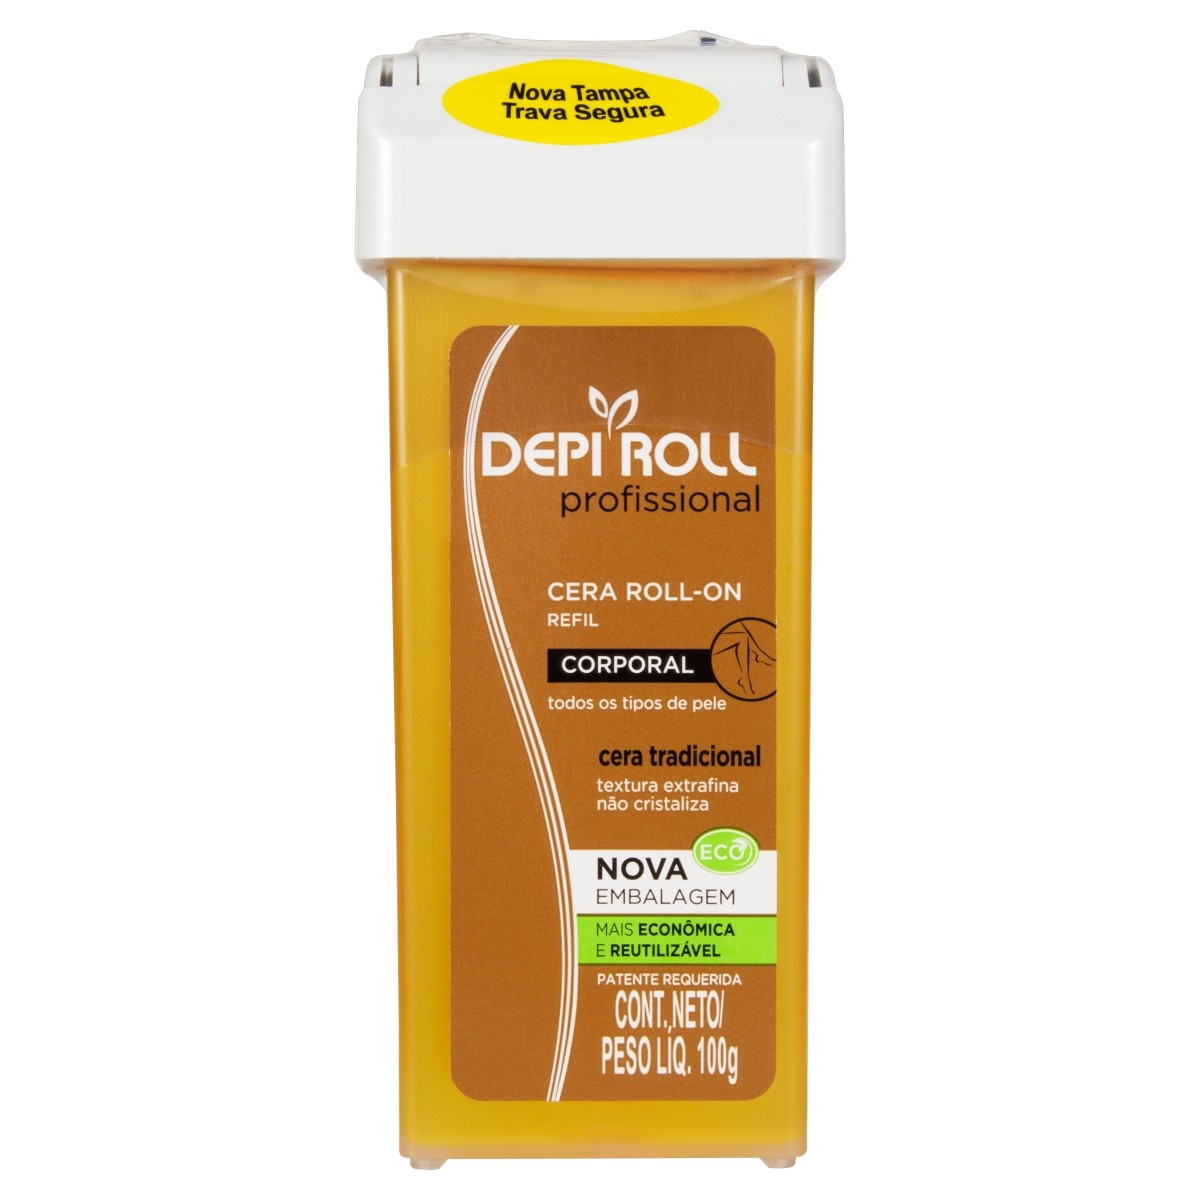 Nova Tampa
Trava Segura
DEPI ROLL
profissional
CERA ROLL-ON
REFIL
CORPORAL
todos os tipos de pele
cera tradicional
textura extrafina
não cristaliza
ECO
NOVA
EMBALAGEM
MAIS ECONÔMICA
E REUTILIZÁVEL
PATENTE REQUERIDA
CONT.,NETO/
PESO LÍQ. 100g